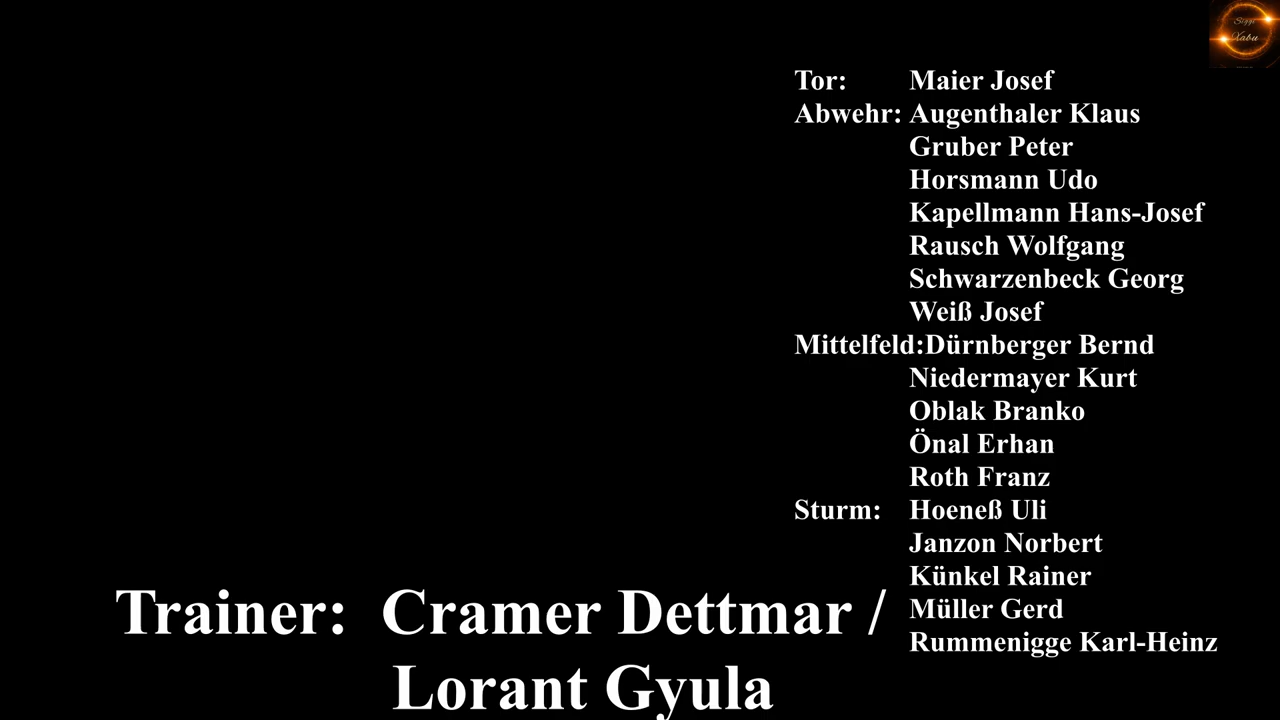 Siggi
Xabu
Tor: Maier Josef
Abwehr: Augenthaler Klaus
Gruber Peter
Horsmann Udo
Kapellmann Hans-Josef
Rausch Wolfgang
Schwarzenbeck Georg
Weiß Josef
Mittelfeld:Dürnberger Bernd
Niedermayer Kurt
Oblak Branko
Önal Erhan
Roth Franz
Sturm: Hoeneß Uli
Janzon Norbert
Künkel Rainer
Müller Gerd
Rummenigge Karl-Heinz
Trainer: Cramer Dettmar /
Lorant Gyula